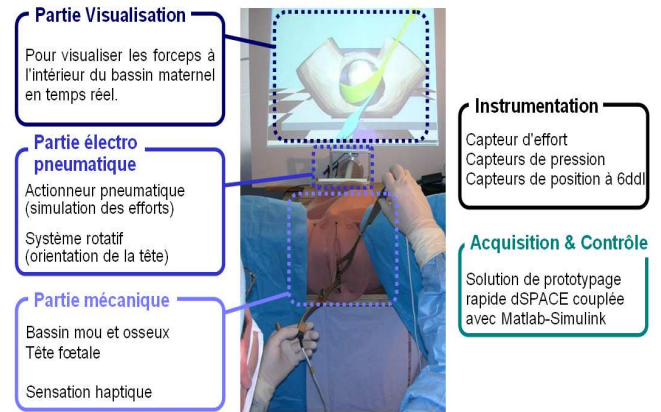 Partie Visualisation
Pour visualiser les forceps à
l'intérieur du bassin maternel
en temps réel.
Partie électro
pneumatique
Actionneur pneumatique
(simulation des efforts)
Système rotatif
(orientation de la tête)
Partie mécanique
Bassin mou et osseux
Tête fœtale
Sensation haptique
Instrumentation
Capteur d'effort
Capteurs de pression
Capteurs de position à 6ddl
Acquisition & Contrôle
Solution de prototypage
rapide dSPACE couplée
avec Matlab-Simulink